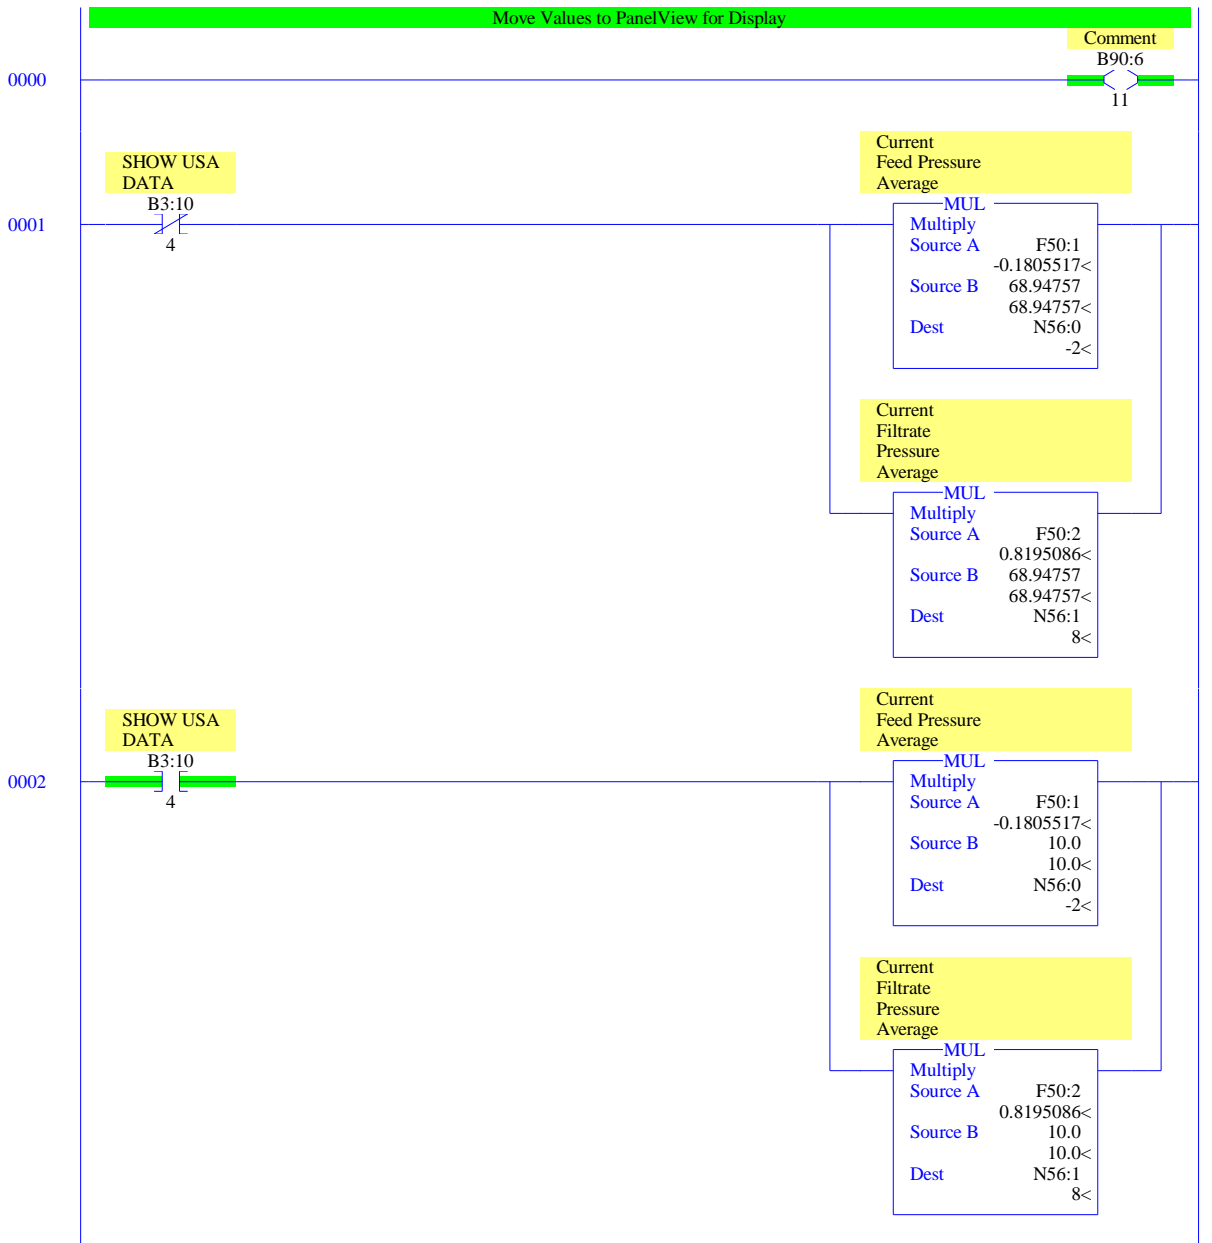 Move Values to PanelView for Display
Comment
B90:6
0000
11
Current
Feed Pressure
Average
SHOW USA
DATA
B3:10
MUL
0001
4
Multiply
Source A F50:1
-0.1805517<
Source B 68.94757
68.94757<
Dest N56:0
-2<
Current
Filtrate
Pressure
Average
MUL
Multiply
Source A F50:2
0.8195086<
Source B 68.94757
68.94757<
Dest N56:1
8<
Current
Feed Pressure
Average
SHOW USA
DATA
B3:10
MUL
0002
4
Multiply
Source A F50:1
-0.1805517<
Source B 10.0
10.0<
Dest N56:0
-2<
Current
Filtrate
Pressure
Average
MUL
Multiply
Source A F50:2
0.8195086<
Source B 10.0
10.0<
Dest N56:1
8<